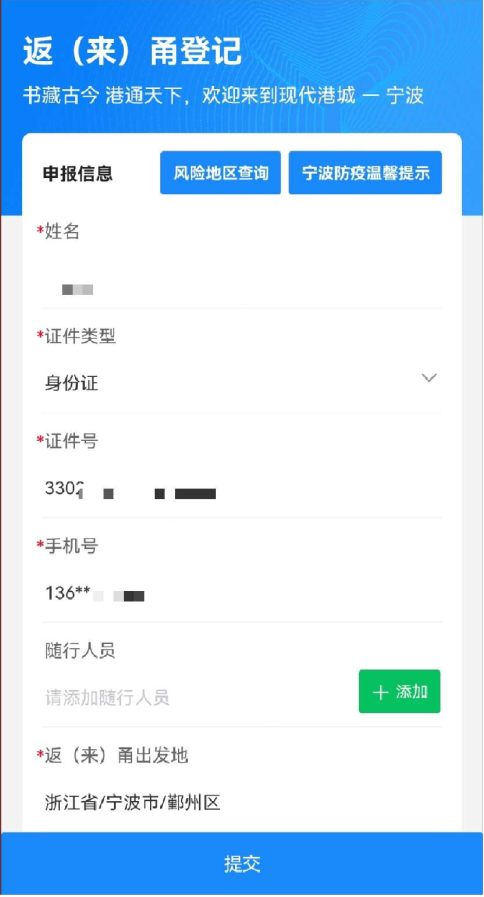 返（来）甬登记
书藏古今 港通天下，欢迎来到现代港城 — 宁波
申报信息 风险地区查询 宁波防疫温馨提示
*姓名
*证件类型
身份证
*证件号
3302
*手机号
136**
随行人员
请添加随行人员 ＋ 添加
*返（来）甬出发地
浙江省/宁波市/鄞州区
提交